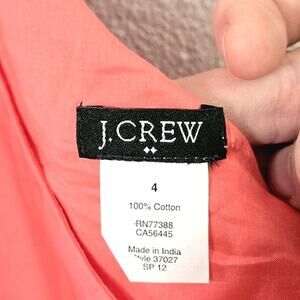 J.CREW
4
100% Cotton
RN77388
CA56445
Made in India
Style 37027
SP 12